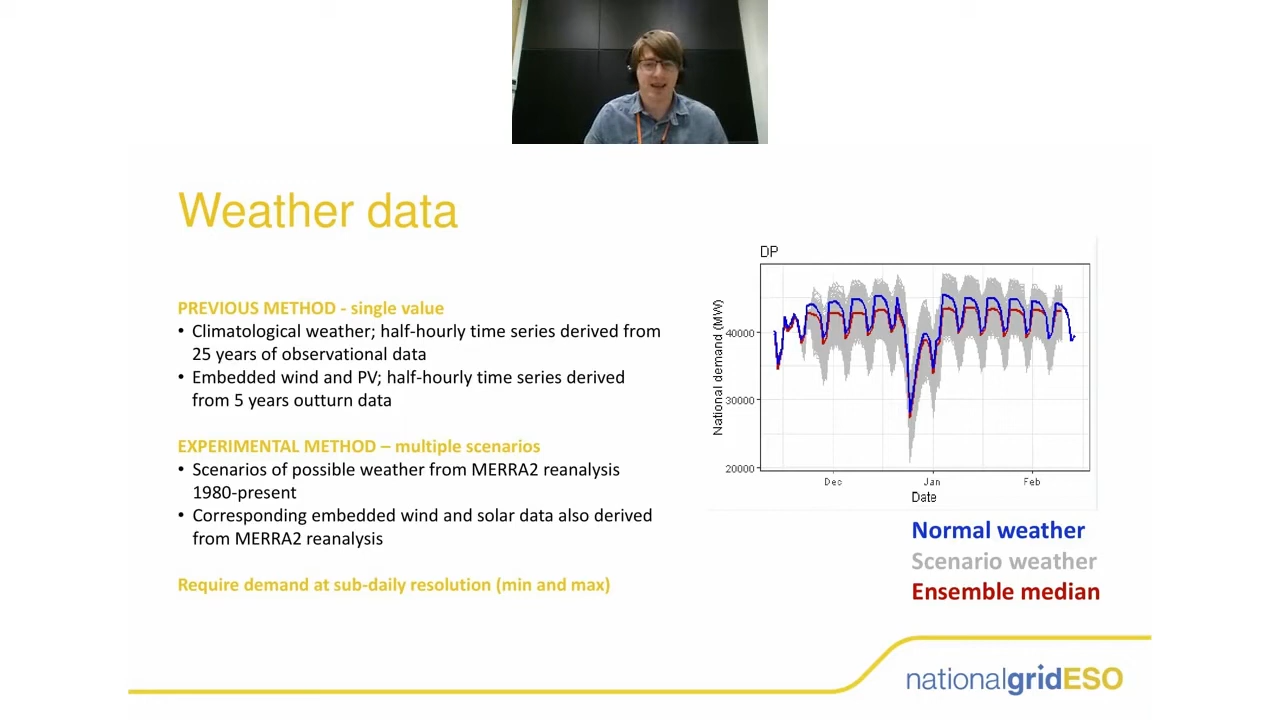 Weather data
PREVIOUS METHOD - single value
• Climatological weather; half-hourly time series derived from
25 years of observational data
• Embedded wind and PV; half-hourly time series derived
from 5 years outturn data
EXPERIMENTAL METHOD – multiple scenarios
• Scenarios of possible weather from MERRA2 reanalysis
1980-present
• Corresponding embedded wind and solar data also derived
from MERRA2 reanalysis
Require demand at sub-daily resolution (min and max)
DP
National demand (MW)
40000
30000
20000
Dec
Jan
Feb
Date
Normal weather
Scenario weather
Ensemble median
nationalgridESO